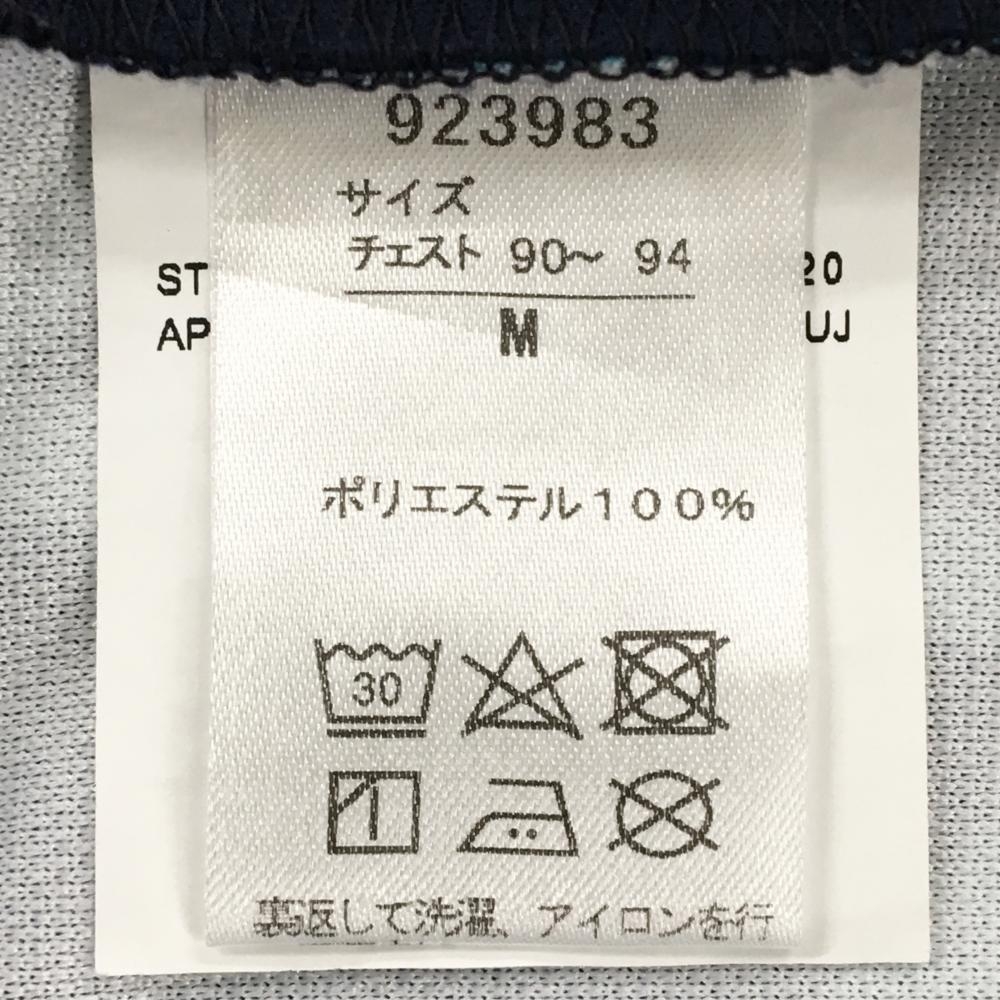 923983
サイズ
チェスト 90～ 94
ST 20
AP UJ
M
ポリエステル100%
30
裏返して洗濯、アイロンを行